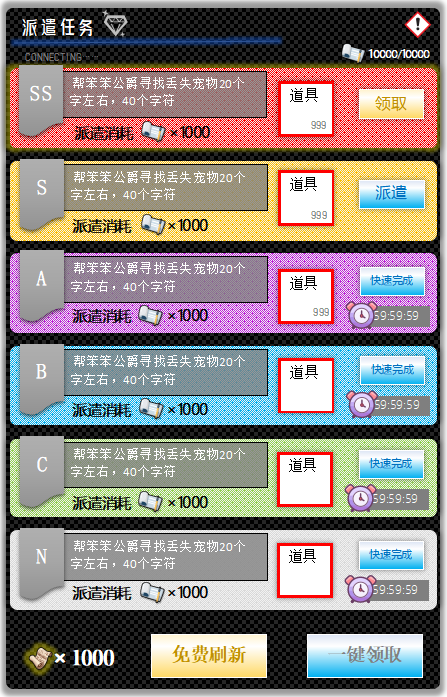 派遣任务
CONNECTING
10000/10000
SS
帮笨笨公爵寻找丢失宠物20个
字左右，40个字符
派遣消耗 ×1000
道具
999
领取
S
帮笨笨公爵寻找丢失宠物20个
字左右，40个字符
派遣消耗 ×1000
道具
999
派遣
A
帮笨笨公爵寻找丢失宠物20个
字左右，40个字符
派遣消耗 ×1000
道具
999
快速完成
59:59:59
B
帮笨笨公爵寻找丢失宠物20个
字左右，40个字符
派遣消耗 ×1000
道具
快速完成
59:59:59
C
帮笨笨公爵寻找丢失宠物20个
字左右，40个字符
派遣消耗 ×1000
道具
快速完成
59:59:59
N
帮笨笨公爵寻找丢失宠物20个
字左右，40个字符
派遣消耗 ×1000
道具
快速完成
59:59:59
× 1000
免费刷新
一键领取